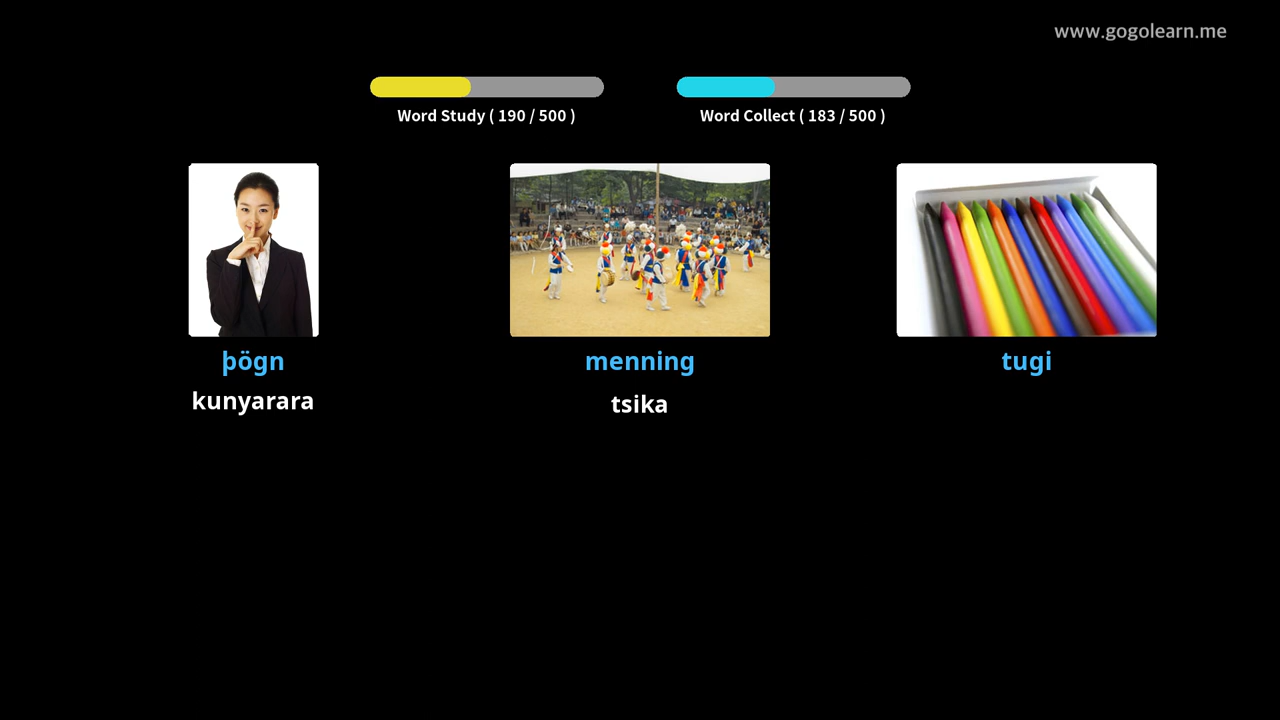 www.gogolearn.me
Word Study ( 190 / 500 )
Word Collect ( 183 / 500 )
þögn
menning
tugi
kunyarara
tsika